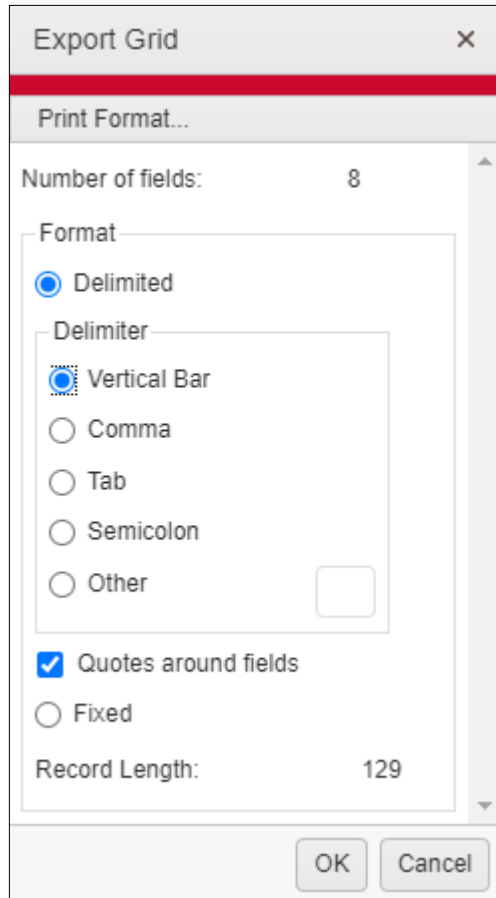 Export Grid
Print Format...
Number of fields: 8
Format
Delimited
Delimiter
Vertical Bar
Comma
Tab
Semicolon
Other
Quotes around fields
Fixed
Record Length: 129
OK Cancel